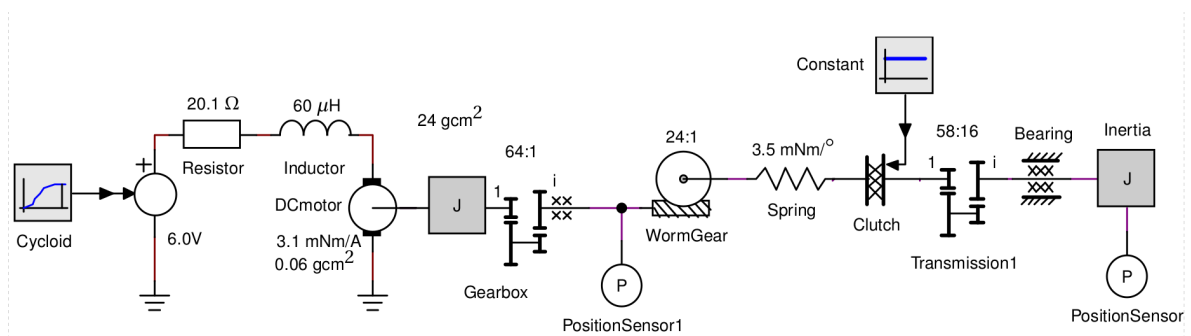 Constant
20.1 Ω
60 μH
24 gcm²
24:1
3.5 mNm/°
58:16
Bearing
Inertia
Resistor
Inductor
64:1
1
i
J
+
DCmotor
J
1
i
Spring
Clutch
Cycloid
6.0V
3.1 mNm/A
0.06 gcm²
WormGear
Transmission1
Gearbox
P
P
PositionSensor1
PositionSensor